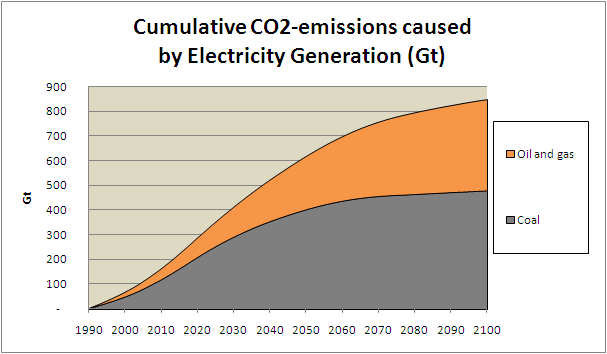 Cumulative CO2-emissions caused
by Electricity Generation (Gt)
900
800
700
600
500
400
300
200
100
-
Gt
1990 2000 2010 2020 2030 2040 2050 2060 2070 2080 2090 2100
Oil and gas
Coal